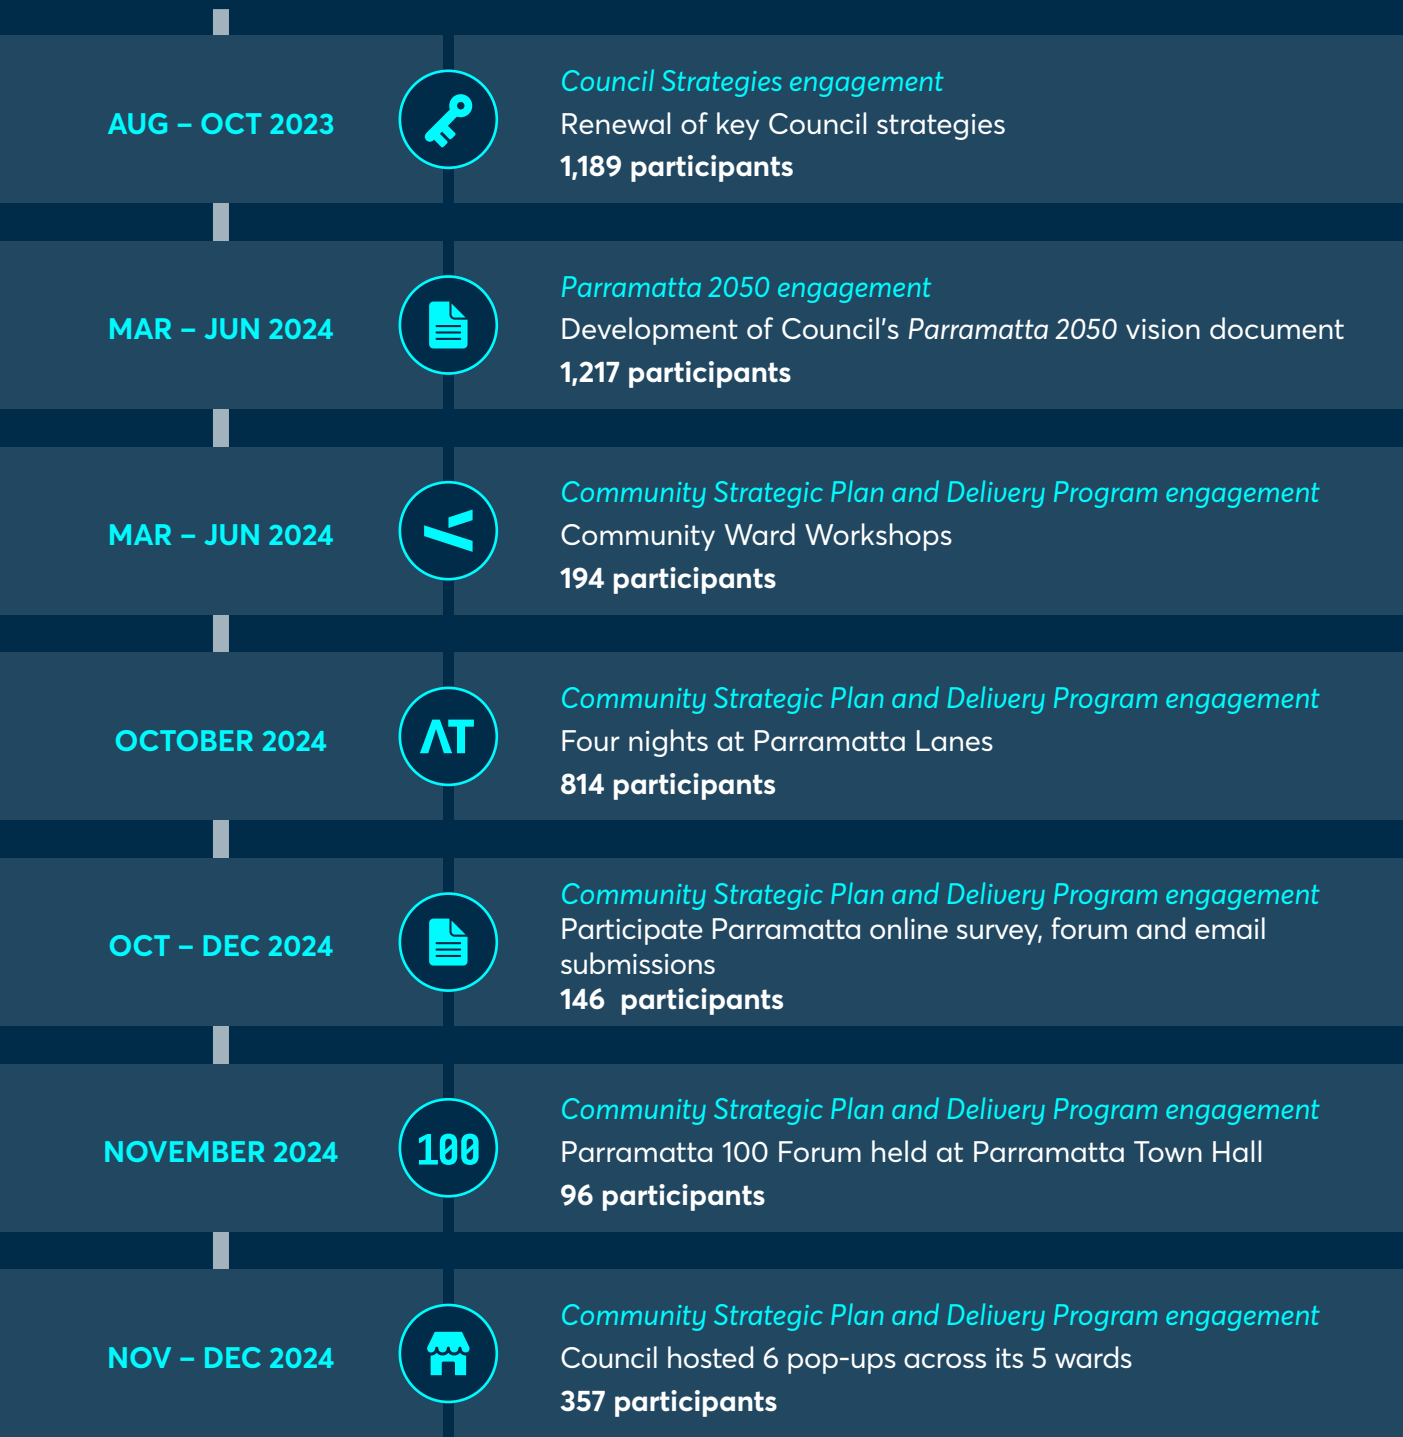 AUG – OCT 2023
Council Strategies engagement
Renewal of key Council strategies
1,189 participants
MAR – JUN 2024
Parramatta 2050 engagement
Development of Council's Parramatta 2050 vision document
1,217 participants
MAR – JUN 2024
Community Strategic Plan and Delivery Program engagement
Community Ward Workshops
194 participants
OCTOBER 2024
AT
Community Strategic Plan and Delivery Program engagement
Four nights at Parramatta Lanes
814 participants
OCT – DEC 2024
Community Strategic Plan and Delivery Program engagement
Participate Parramatta online survey, forum and email
submissions
146 participants
NOVEMBER 2024
100
Community Strategic Plan and Delivery Program engagement
Parramatta 100 Forum held at Parramatta Town Hall
96 participants
NOV – DEC 2024
Community Strategic Plan and Delivery Program engagement
Council hosted 6 pop-ups across its 5 wards
357 participants